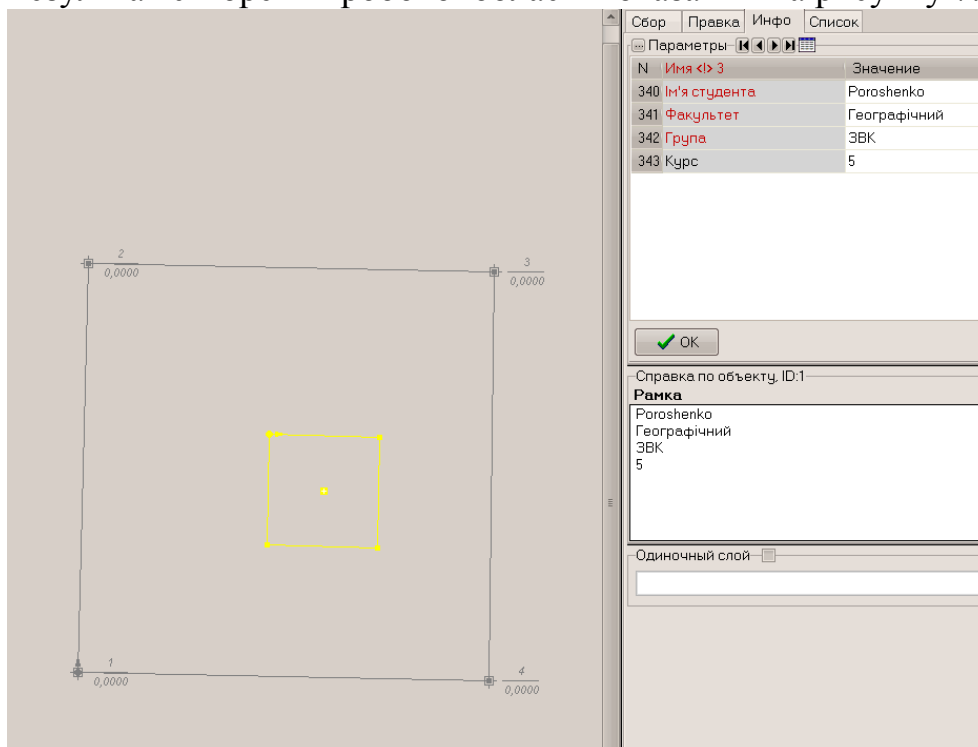 Сбор Правка Инфо Список
Параметры
N Имя <!> 3 Значение
340 Ім'я студента Poroshenko
341 Факультет Географічний
342 Група ЗВК
343 Курс 5
OK
Справка по объекту, ID:1
Рамка
Poroshenko
Географічний
ЗВК
5
Одиночный слой
2
0,0000
3
0,0000
1
0,0000
4
0,0000